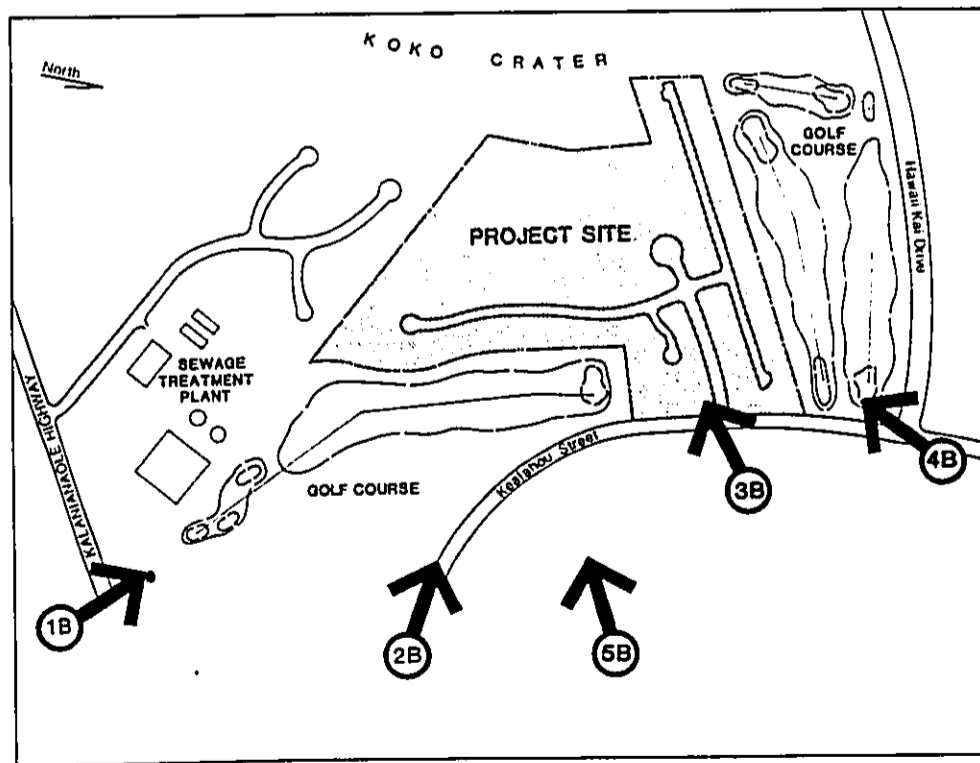 KOKO CRATER
North
GOLF
COURSE
Hawaii Kai Drive
PROJECT SITE
SEWAGE
TREATMENT
PLANT
KALANIANAOLE HIGHWAY
GOLF COURSE
Kealahou Street
4B
3B
1B
2B
5B